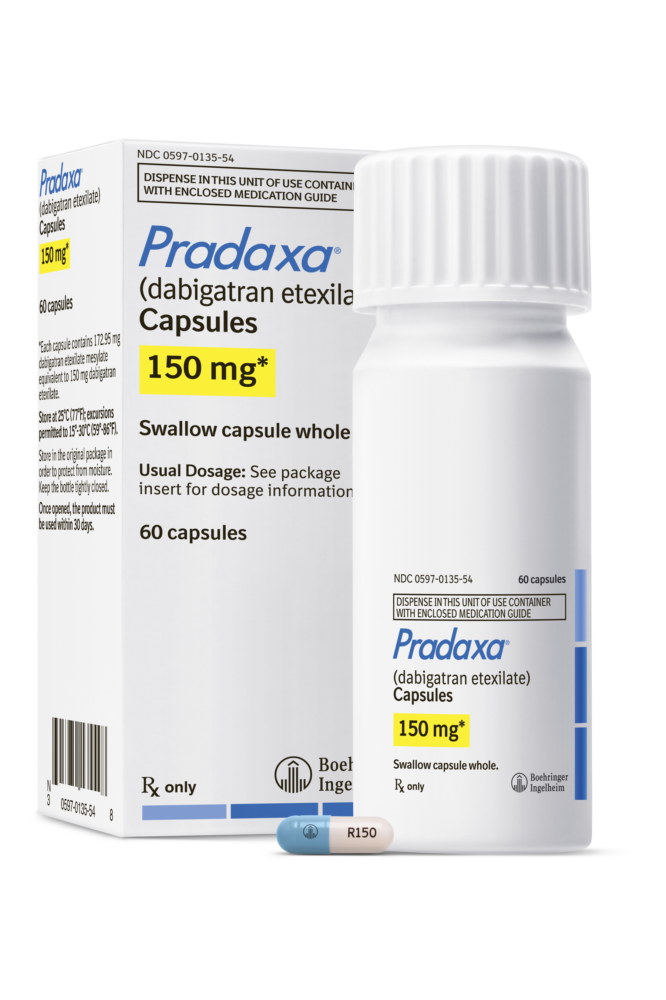 Pradaxa®
(dabigatran etexilate)
Capsules
150 mg*
60 capsules
*Each capsule contains 172.95 mg
dabigatran etexilate mesylate
equivalent to 150 mg dabigatran
etexilate.
Store at 25°C (77°F); excursions
permitted to 15°-30°C (59°-86°F).
Store in the original package in
order to protect from moisture.
Keep the bottle tightly closed.
Once opened, the product must
be used within 30 days.
N
3 0597-0135-54 8
NDC 0597-0135-54
DISPENSE IN THIS UNIT OF USE CONTAIN
WITH ENCLOSED MEDICATION GUIDE
Pradaxa®
(dabigatran etexila
Capsules
150 mg*
Swallow capsule whole
Usual Dosage: See package
insert for dosage information
60 capsules
Rx only
Boeh
Inge
R150
NDC 0597-0135-54 60 capsules
DISPENSE IN THIS UNIT OF USE CONTAINER
WITH ENCLOSED MEDICATION GUIDE
Pradaxa®
(dabigatran etexilate)
Capsules
150 mg*
Swallow capsule whole.
Rx only
Boehringer
Ingelheim